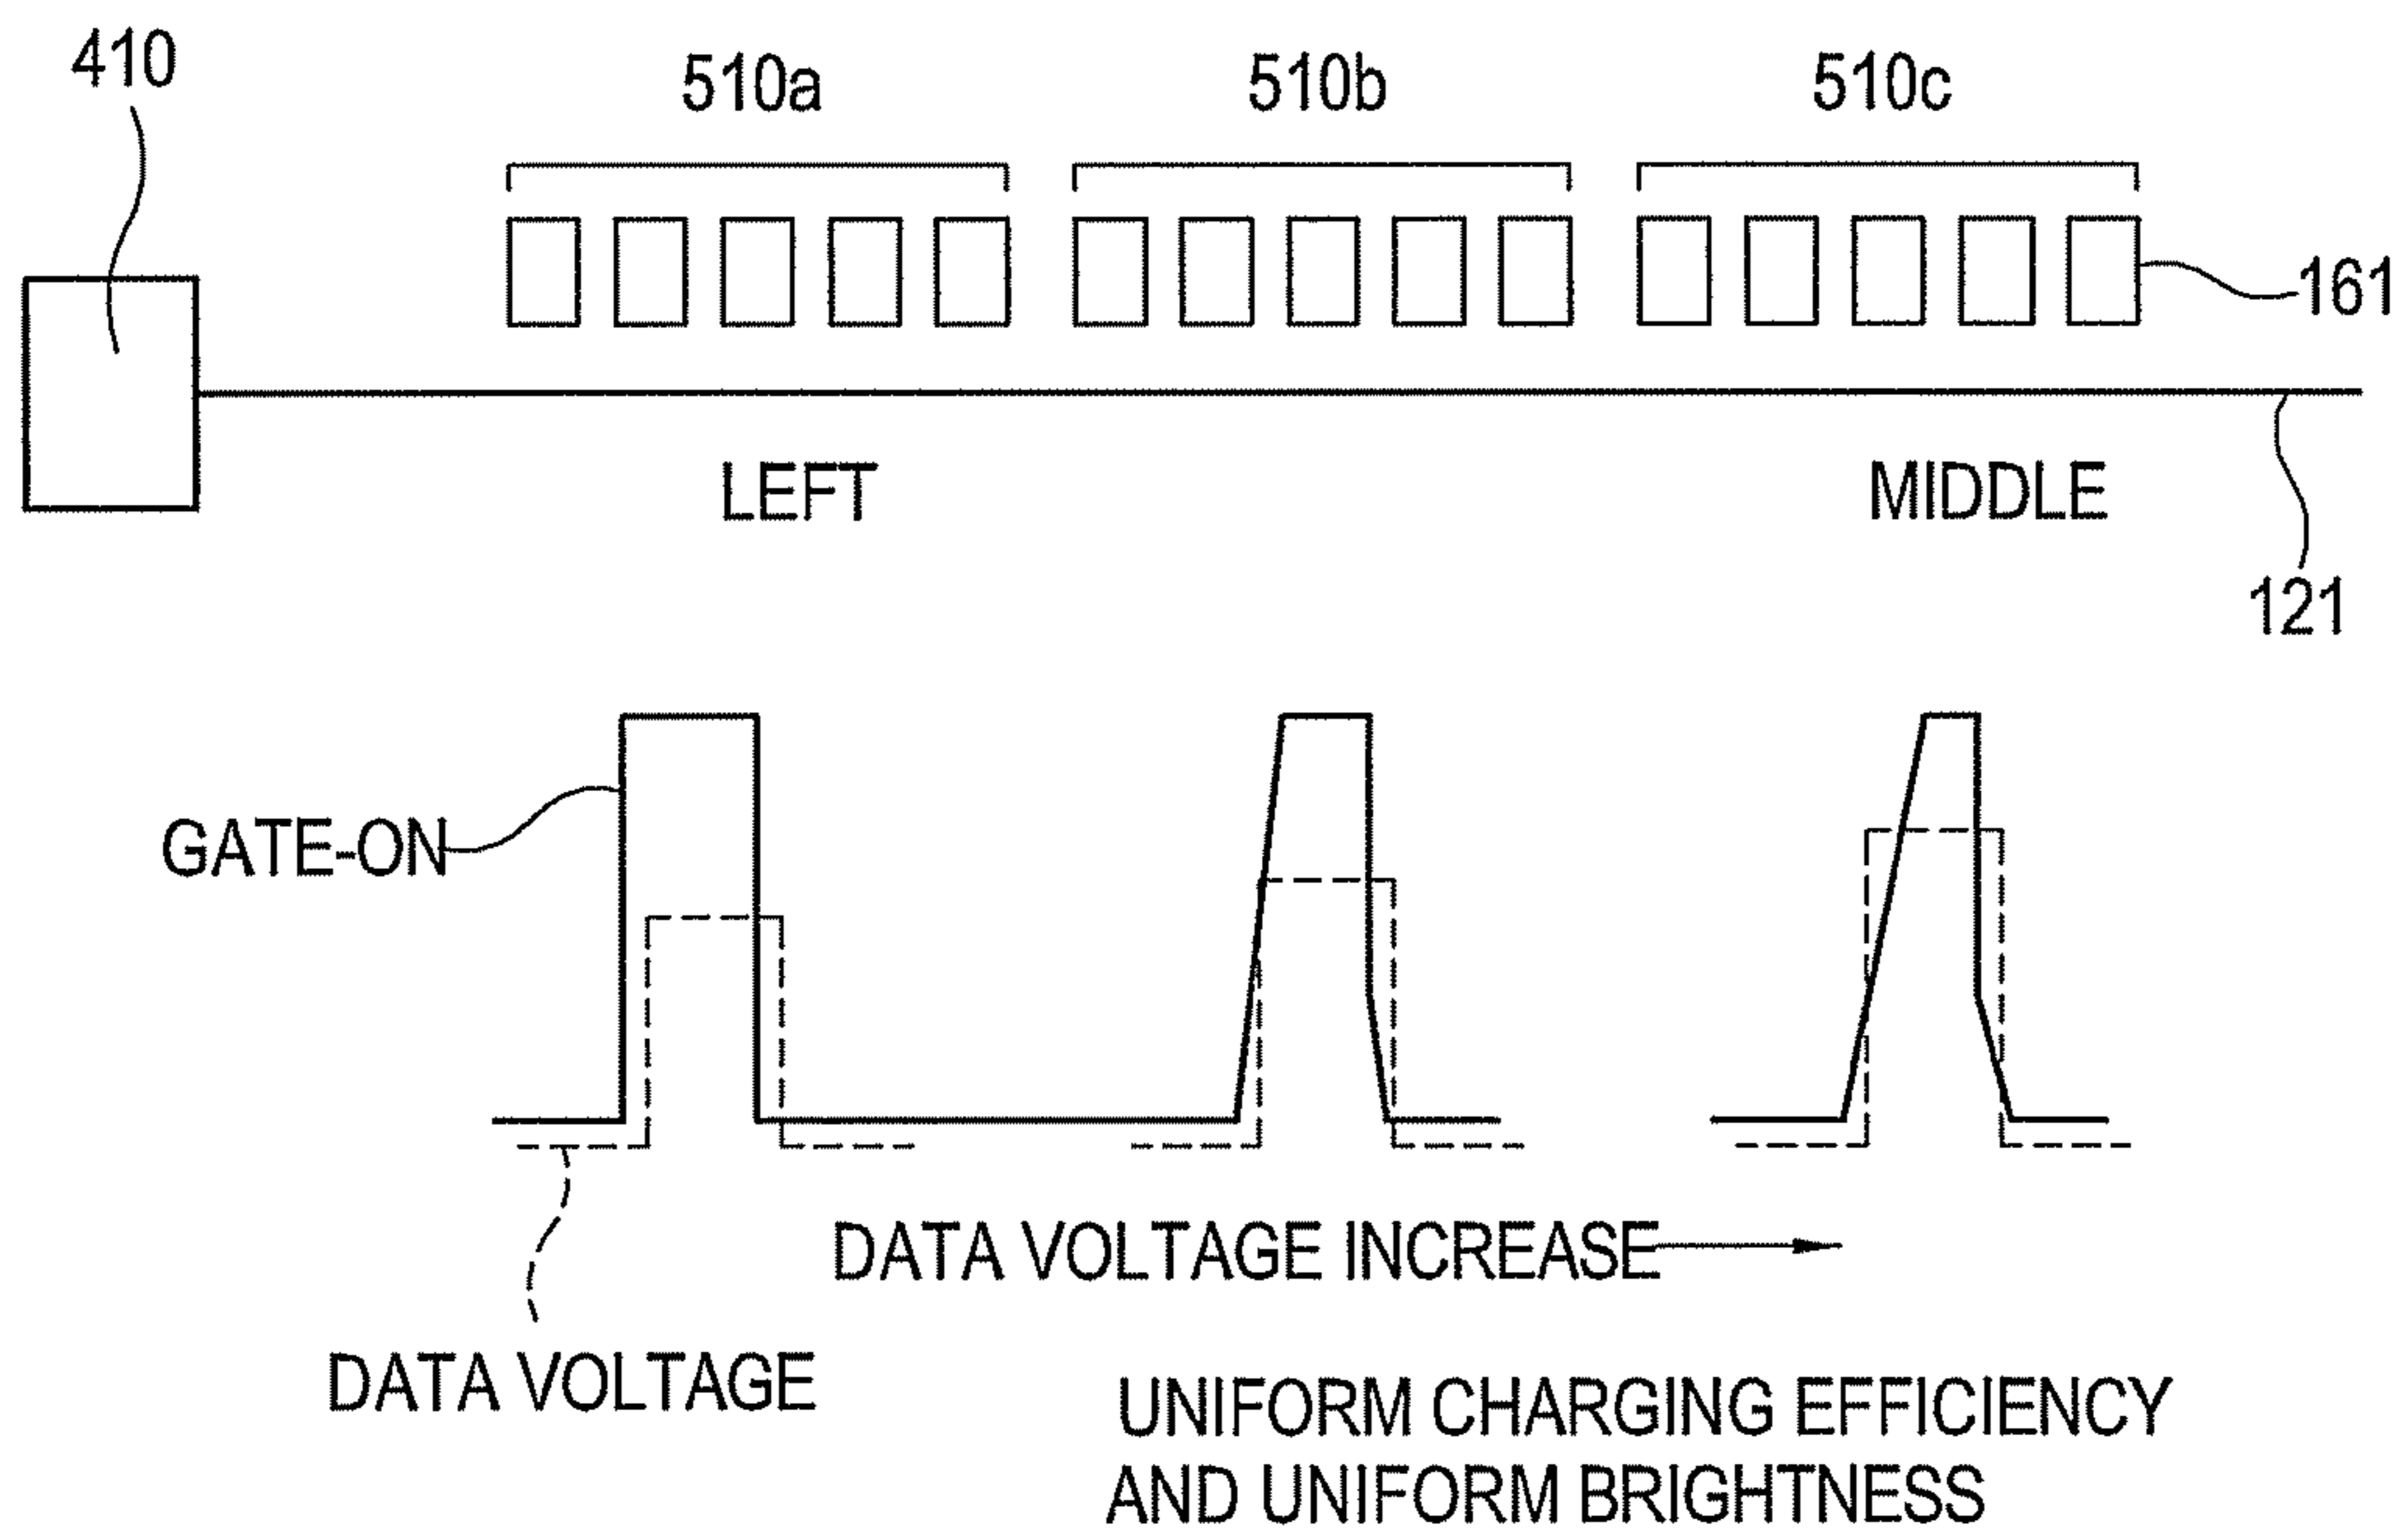 410
510a
510b
510c
161
LEFT
MIDDLE
121
GATE-ON
DATA VOLTAGE INCREASE
DATA VOLTAGE
UNIFORM CHARGING EFFICIENCY
AND UNIFORM BRIGHTNESS